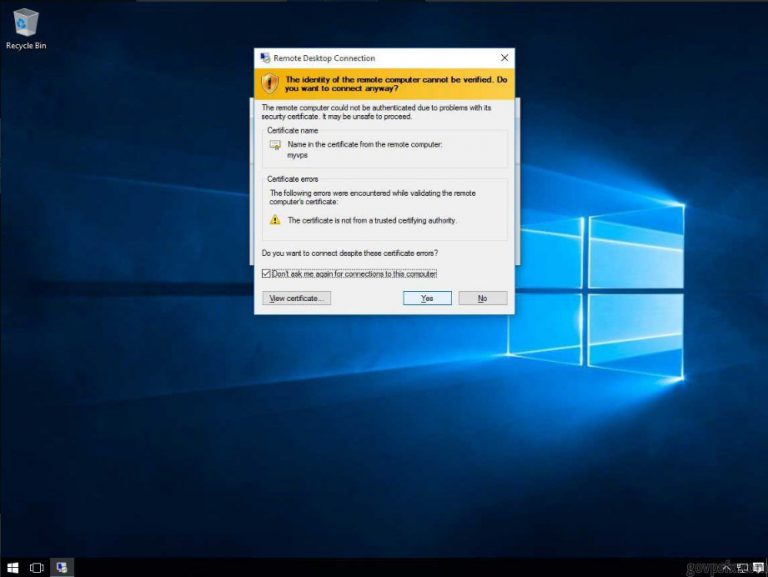 Recycle Bin
Remote Desktop Connection
The identity of the remote computer cannot be verified. Do
you want to connect anyway?
The remote computer could not be authenticated due to problems with its
security certificate. It may be unsafe to proceed.
Certificate name
Name in the certificate from the remote computer:
myvps
Certificate errors
The following errors were encountered while validating the remote
computer's certificate:
The certificate is not from a trusted certifying authority.
Do you want to connect despite these certificate errors?
Don't ask me again for connections to this computer
View certificate...
Yes
No